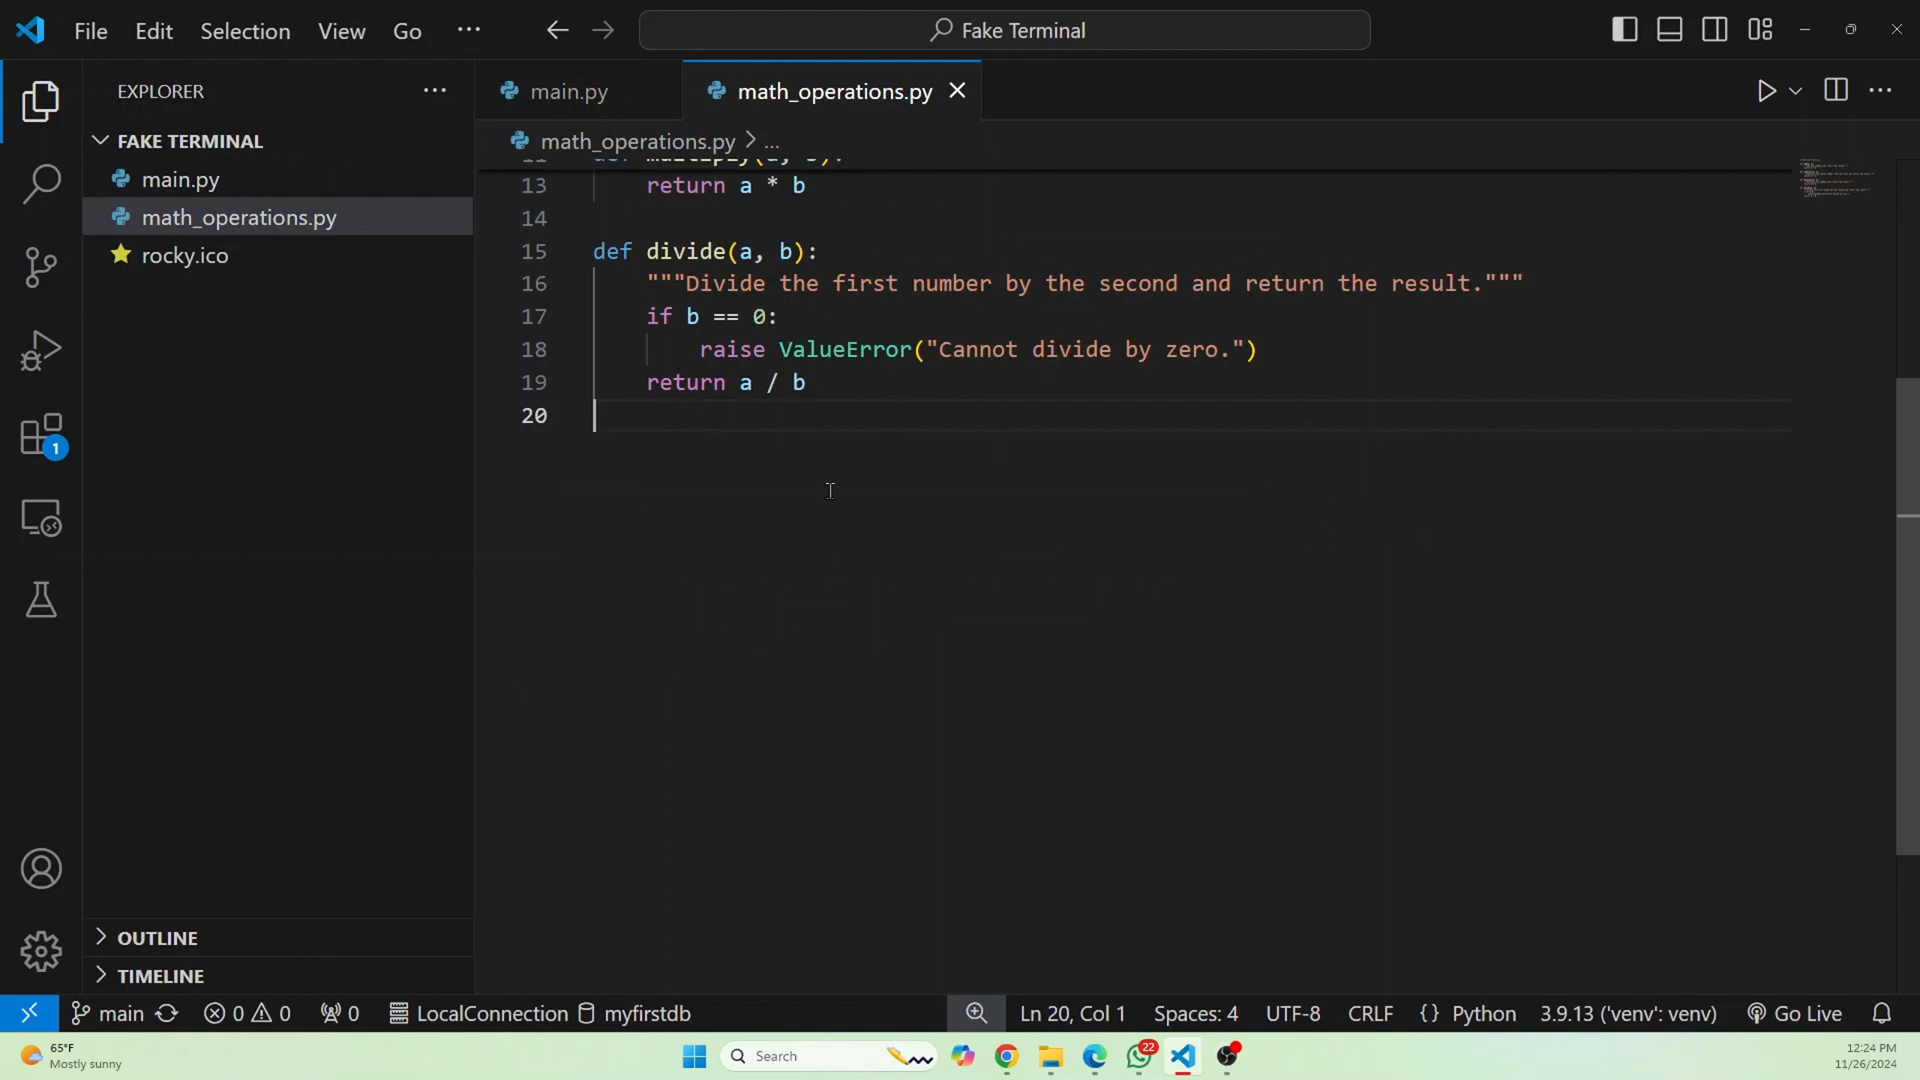 File Edit Selection View Go ··· Fake Terminal
EXPLORER ···
main.py math_operations.py
FAKE TERMINAL
math_operations.py > ...
main.py
math_operations.py
rocky.ico
13 return a * b
14
15 def divide(a, b):
16 """Divide the first number by the second and return the result."""
17 if b == 0:
18 raise ValueError("Cannot divide by zero.")
19 return a / b
20
1
OUTLINE
TIMELINE
main 0 0 0 LocalConnection myfirstdb Ln 20, Col 1 Spaces: 4 UTF-8 CRLF {} Python 3.9.13 ('venv': venv) Go Live
65°F
Mostly sunny
Search
22
12:24 PM
11/26/2024